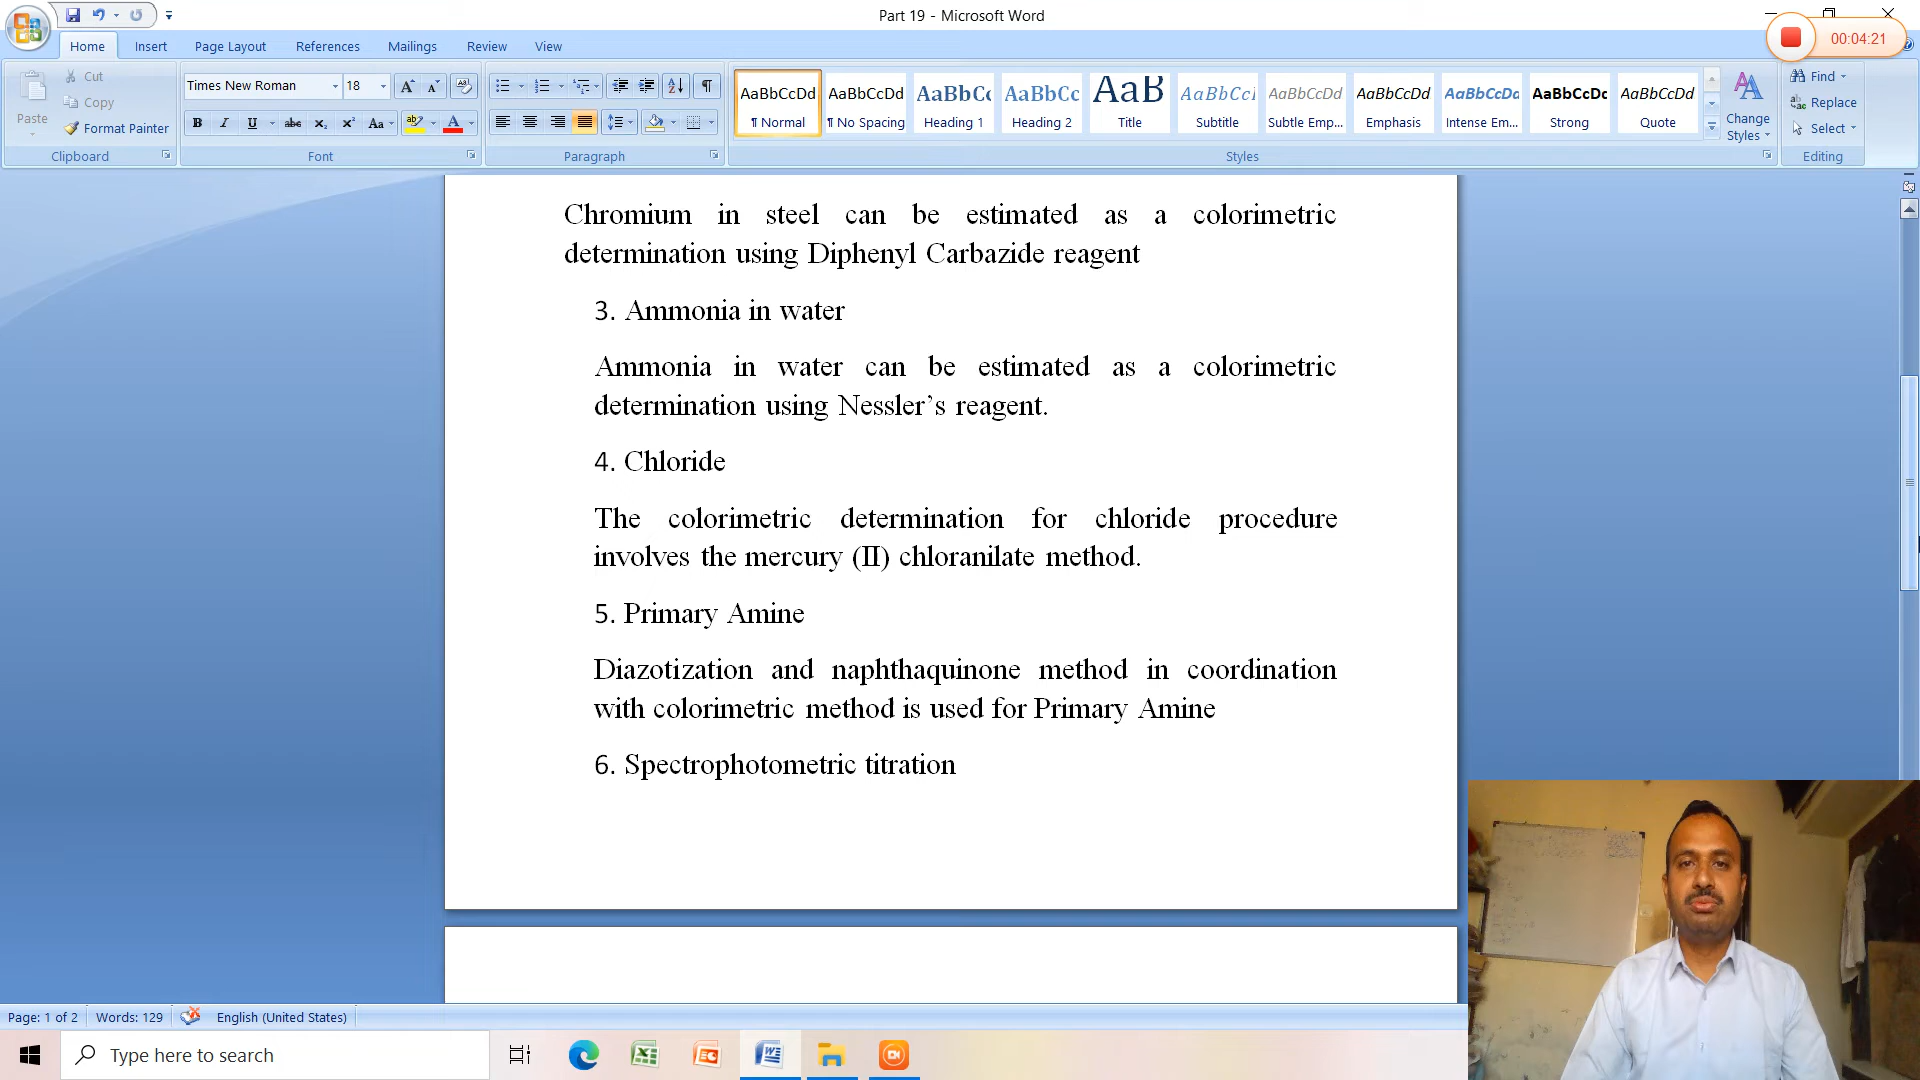 Part 19 - Microsoft Word
00:04:21
Home Insert Page Layout References Mailings Review View
Paste
Cut
Copy
Format Painter
Clipboard
Times New Roman 18
Font
Paragraph
AaBbCcDd AaBbCcDd AaBbCc AaBbCc AaB AaBbCcI AaBbCcDd AaBbCcDd AaBbCcDd AaBbCcDd AaBbCcDd
¶ Normal ¶ No Spacing Heading 1 Heading 2 Title Subtitle Subtle Emp... Emphasis Intense Em... Strong Quote
Styles
Change Styles
Find
Replace
Select
Editing
Chromium in steel can be estimated as a colorimetric
determination using Diphenyl Carbazide reagent
3. Ammonia in water
Ammonia in water can be estimated as a colorimetric
determination using Nessler’s reagent.
4. Chloride
The colorimetric determination for chloride procedure
involves the mercury (II) chloranilate method.
5. Primary Amine
Diazotization and naphthaquinone method in coordination
with colorimetric method is used for Primary Amine
6. Spectrophotometric titration
Page: 1 of 2 Words: 129 English (United States)
Type here to search